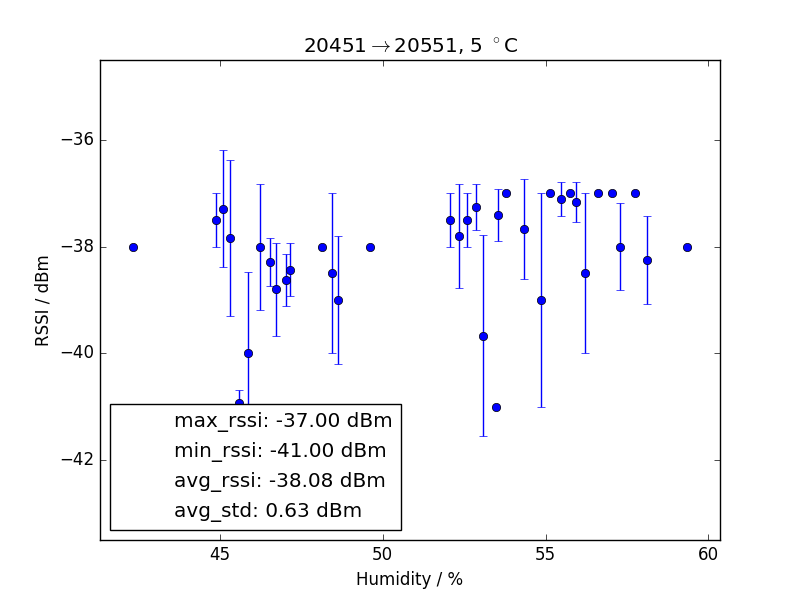 20451→20551, 5 °C
RSSI / dBm
−36
−38
−40
−42
max_rssi: -37.00 dBm
min_rssi: -41.00 dBm
avg_rssi: -38.08 dBm
avg_std: 0.63 dBm
45 50 55 60
Humidity / %